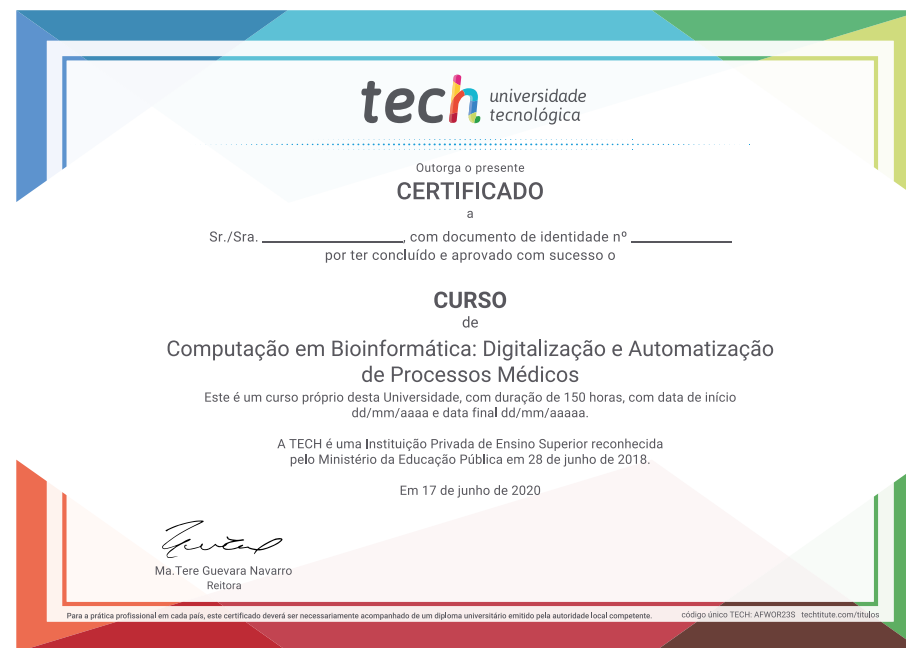 tech universidade
tecnológica
Outorga o presente
CERTIFICADO
a
Sr./Sra. ____________________, com documento de identidade nº ______________
por ter concluído e aprovado com sucesso o
CURSO
de
Computação em Bioinformática: Digitalização e Automatização
de Processos Médicos
Este é um curso próprio desta Universidade, com duração de 150 horas, com data de início
dd/mm/aaaa e data final dd/mm/aaaaa.
A TECH é uma Instituição Privada de Ensino Superior reconhecida
pelo Ministério da Educação Pública em 28 de junho de 2018.
Em 17 de junho de 2020
Ma.Tere Guevara Navarro
Reitora
Para a prática profissional em cada país, este certificado deverá ser necessariamente acompanhado de um diploma universitário emitido pela autoridade local competente. código único TECH: AFWOR23S techtitute.com/titulos